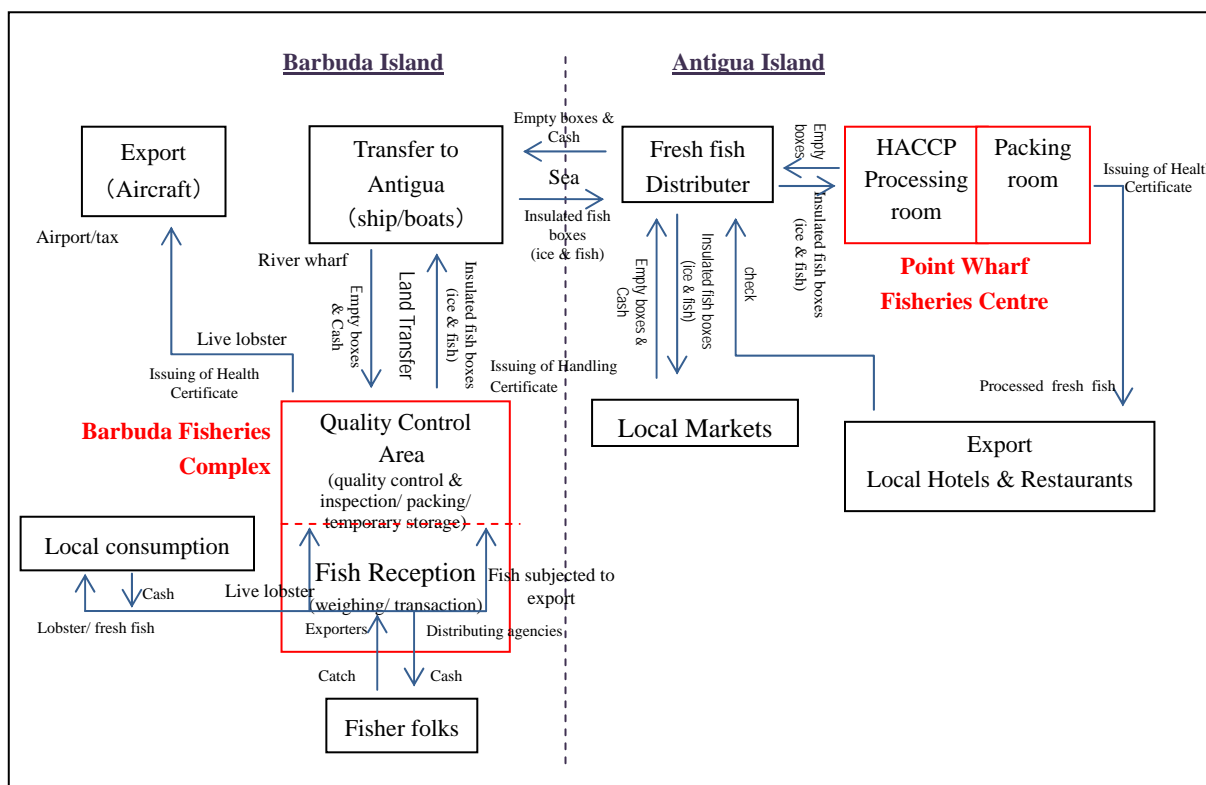 Barbuda Island
Antigua Island
Export
（Aircraft）
Airport/tax
Transfer to
Antigua
(ship/boats）
River wharf
Empty boxes &
Cash
Sea
Insulated fish
boxes
(ice & fish)
Fresh fish
Distributer
Empty
boxes
Insulated fish boxes
(ice & fish)
HACCP
Processing
room
Packing
room
Issuing of Health
Certificate
Point Wharf
Fisheries Centre
Empty boxes
& Cash
Land Transfer
Insulated fish boxes
(ice & fish)
Empty boxes &
Cash
Insulated fish boxes
(ice & fish)
check
Live lobster
Issuing of Health
Certificate
Issuing of Handling
Certificate
Processed fresh fish
Local Markets
Export
Local Hotels & Restaurants
Barbuda Fisheries
Complex
Quality Control
Area
(quality control &
inspection/ packing/
temporary storage)
Local consumption
Cash
Lobster/ fresh fish
Live lobster
Fish Reception
(weighing/ transaction)
Fish subjected to
export
Exporters
Distributing agencies
Catch
Cash
Fisher folks